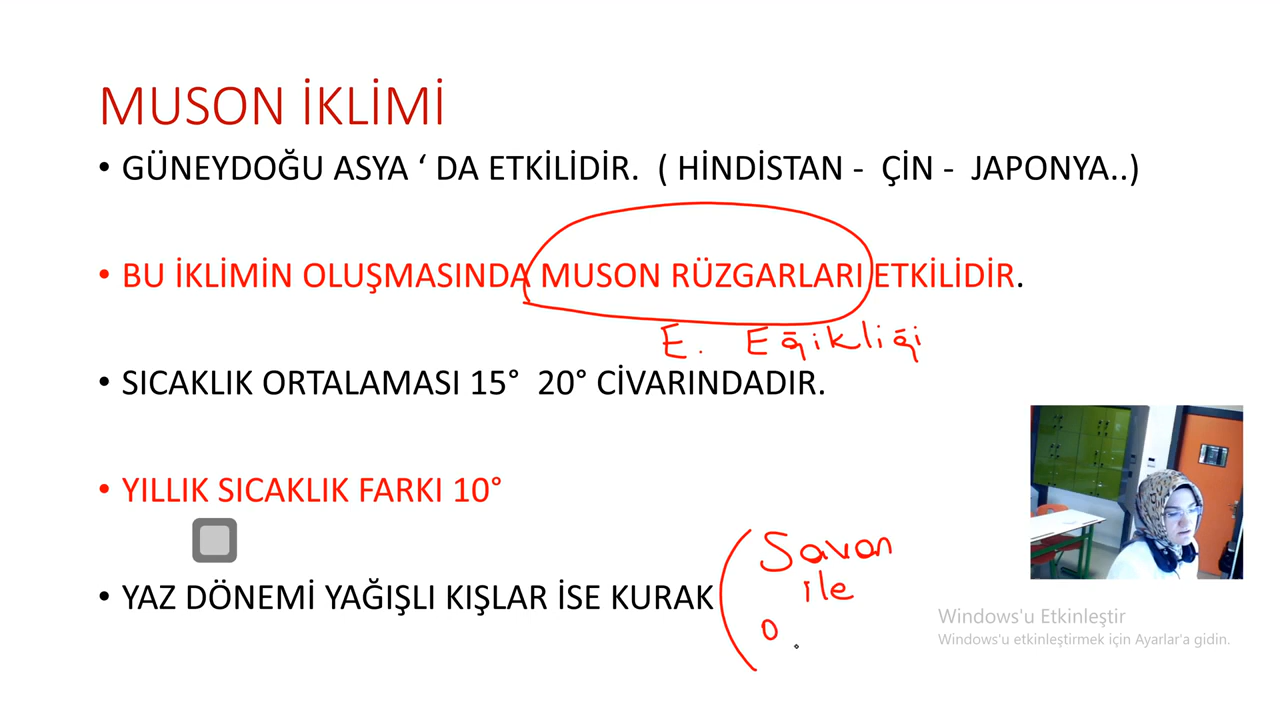 MUSON İKLİMİ
• GÜNEYDOĞU ASYA ‘ DA ETKİLİDİR. ( HİNDİSTAN - ÇİN - JAPONYA..)
• BU İKLİMİN OLUŞMASINDA MUSON RÜZGARLARI ETKİLİDİR.
E. Eğikliği
• SICAKLIK ORTALAMASI 15° 20° CİVARINDADIR.
• YILLIK SICAKLIK FARKI 10°
• YAZ DÖNEMİ YAĞIŞLI KIŞLAR İSE KURAK
( Savan
ile
o
Windows'u Etkinleştir
Windows'u etkinleştirmek için Ayarlar'a gidin.